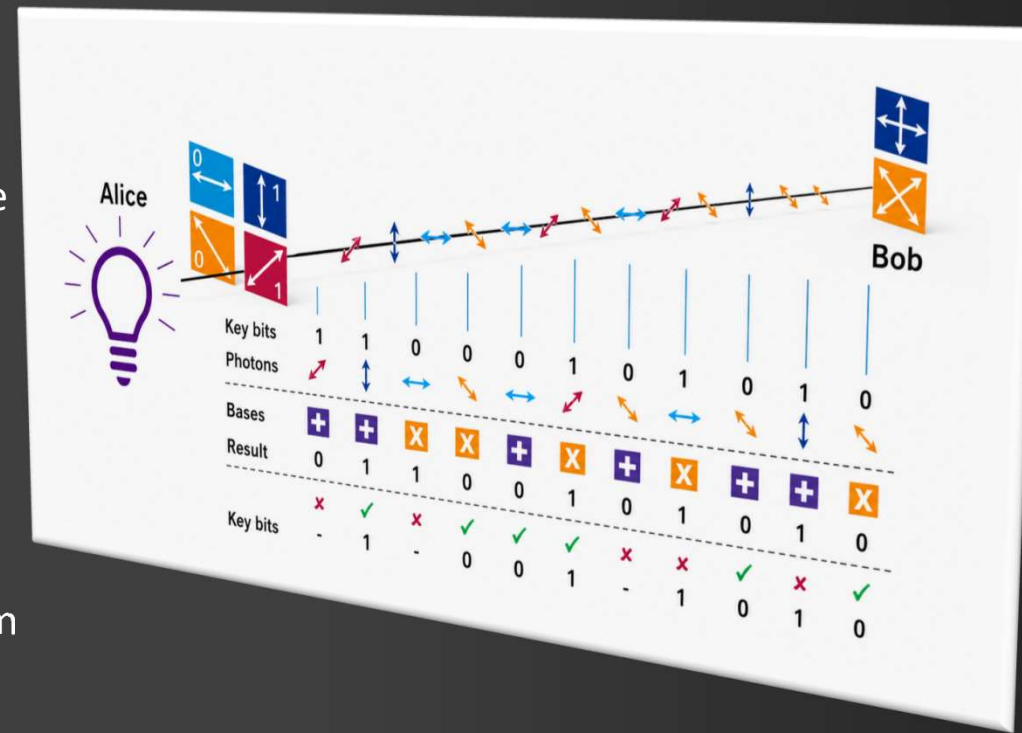 e
m
Alice
0
1
0
1
Bob
Key bits 1 1 0 0 0 1 0 1 0 1 0
Photons
Bases + + X X + X + X + + X
Result 0 1 1 0 0 1 0 1 0 1 0
x ✓ x ✓ ✓ ✓ x x ✓ x ✓
Key bits - 1 - 0 0 1 - 1 0 1 0